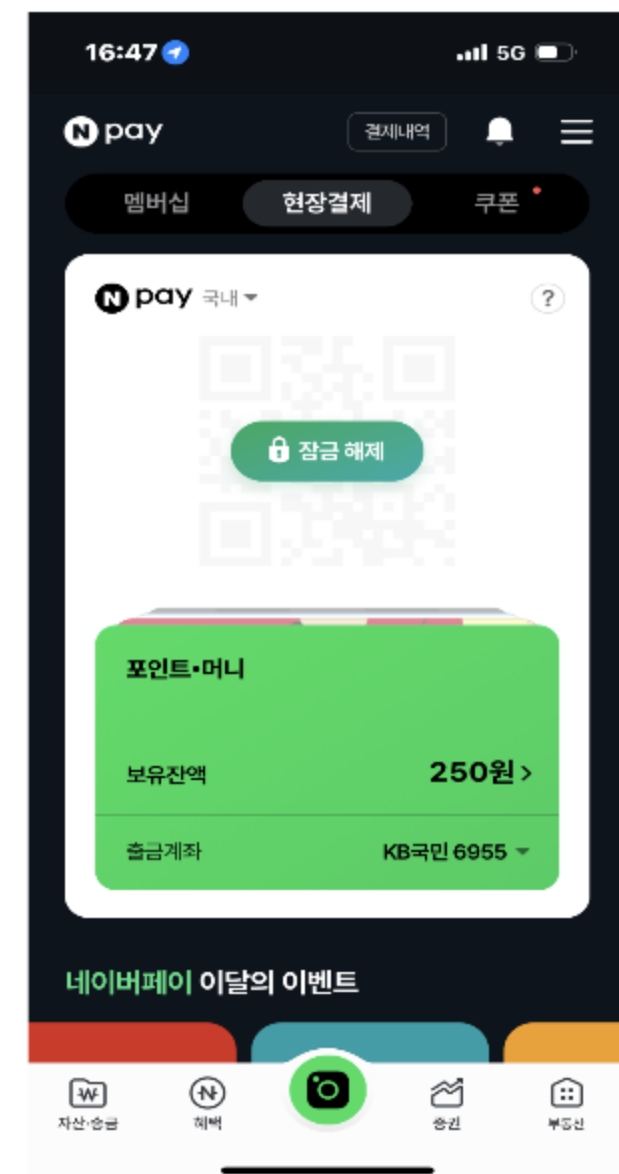 16:47 5G
N pay 결제내역
멤버십 현장결제 쿠폰
N pay 국내 ?
잠금 해제
포인트•머니
보유잔액 250원 >
출금계좌 KB국민 6955
네이버페이 이달의 이벤트
자산·송금 혜택 증권 부동산